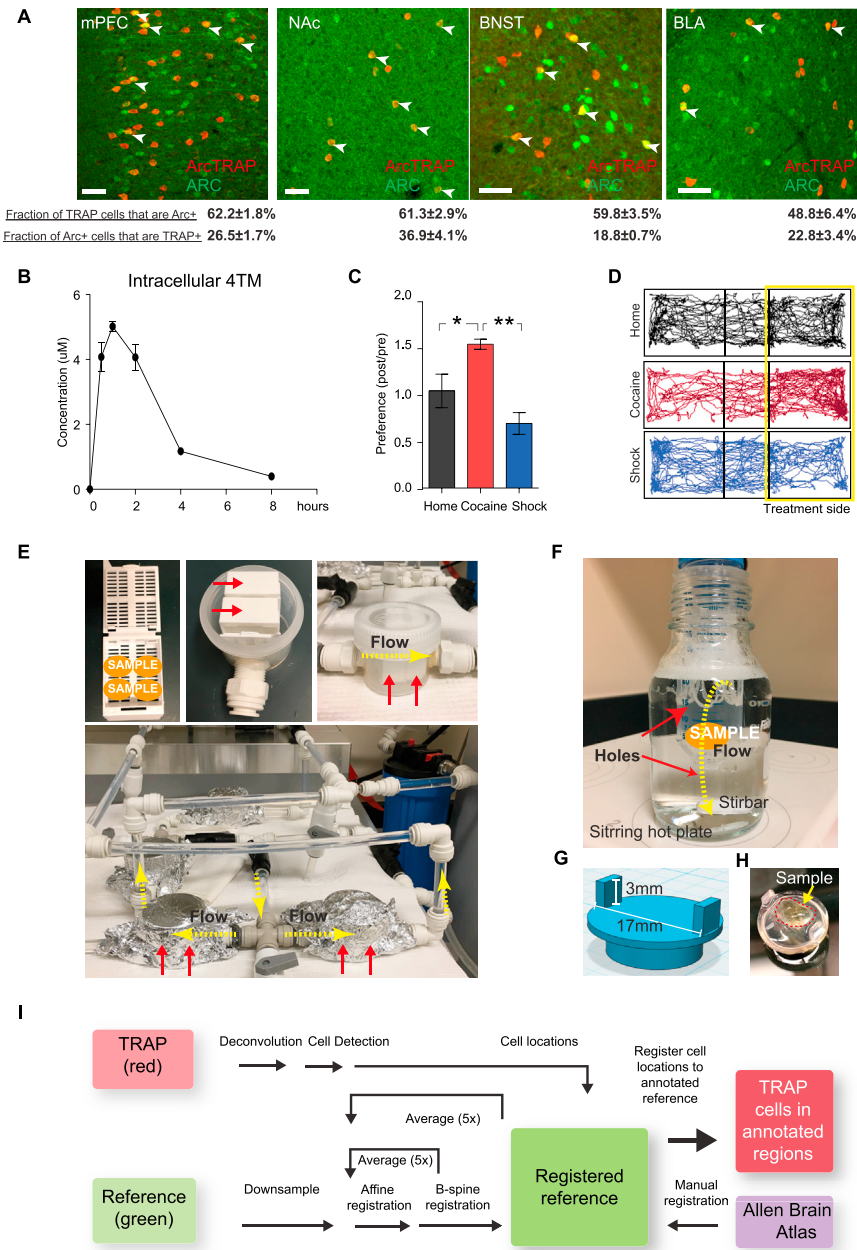 A
mPFC
NAc
BNST
BLA
ArcTRAP
ARC
ArcTRAP
ARC
ArcTRAP
ARC
ArcTRAP
ARC
Fraction of TRAP cells that are Arc+ 62.2±1.8% 61.3±2.9% 59.8±3.5% 48.8±6.4%
Fraction of Arc+ cells that are TRAP+ 26.5±1.7% 36.9±4.1% 18.8±0.7% 22.8±3.4%
B
Intracellular 4TM
Concentration (uM)
6
4
2
0
0 2 4 6 8 hours
C
Preference (post/pre)
2.0
1.5
1.0
0.5
0.0
* **
Home Cocaine Shock
D
Home
Cocaine
Shock
Treatment side
E
SAMPLE
SAMPLE
Flow
Flow Flow
F
SAMPLE
Flow
Holes
Stirbar
Sitrring hot plate
G
3mm
17mm
H
Sample
I
TRAP
(red)
Deconvolution Cell Detection Cell locations
Register cell
locations to
annotated
reference
TRAP
cells in
annotated
regions
Average (5x)
Average (5x)
Reference
(green)
Downsample
Affine
registration
B-spine
registration
Registered
reference
Manual
registration
Allen Brain
Atlas